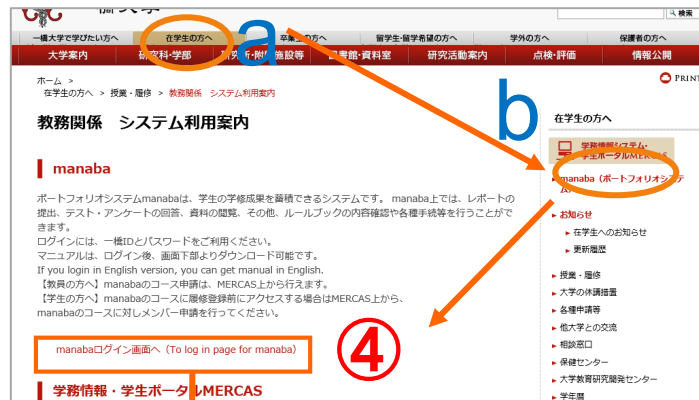 検索
一橋大学で学びたい方へ 在学生の方へ 卒業生の方へ 留学生・留学希望の方へ 学外の方へ 保護者の方へ
大学案内 研究科・学部 図書館・資料室 研究活動案内 点検・評価 情報公開
a
ホーム >
在学生の方へ > 授業・履修 > 教務関係 システム利用案内
PRINT
教務関係 システム利用案内
manaba
ポートフォリオシステムmanabaは、学生の学修成果を蓄積できるシステムです。 manaba上では、レポートの
提出、テスト・アンケートの回答、資料の閲覧、その他、ルールブックの内容確認や各種手続等を行うことがで
きます。
ログインには、一橋IDとパスワードをご利用ください。
マニュアルは、ログイン後、画面下部よりダウンロード可能です。
If you login in English version, you can get manual in English.
【教員の方へ】manabaのコース申請は、MERCAS上から行えます。
【学生の方へ】manabaのコースに履修登録前にアクセスする場合はMERCAS上から、
manabaのコースに対しメンバー申請を行ってください。
manabaログイン画面へ（To log in page for manaba）
④
学務情報・学生ポータルMERCAS
b
在学生の方へ
学務情報システム・
学生ポータルMERCAS
manaba（ポートフォリオシステ
ム）
お知らせ
在学生へのお知らせ
更新履歴
授業・履修
大学の休講措置
各種申請等
他大学との交流
相談窓口
保健センター
大学教育研究開発センター
学年暦